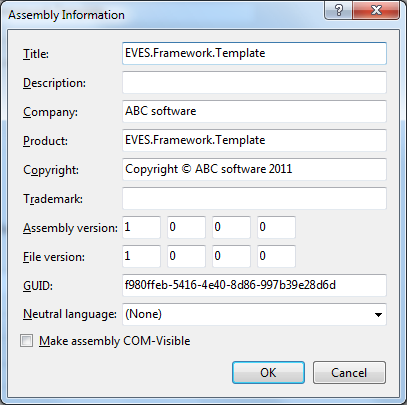 Assembly Information
Title: EVES.Framework.Template
Description:
Company: ABC software
Product: EVES.Framework.Template
Copyright: Copyright © ABC software 2011
Trademark:
Assembly version: 1 0 0 0
File version: 1 0 0 0
GUID: f980ffeb-5416-4e40-8d86-997b39e28d6d
Neutral language: (None)
Make assembly COM-Visible
OK Cancel